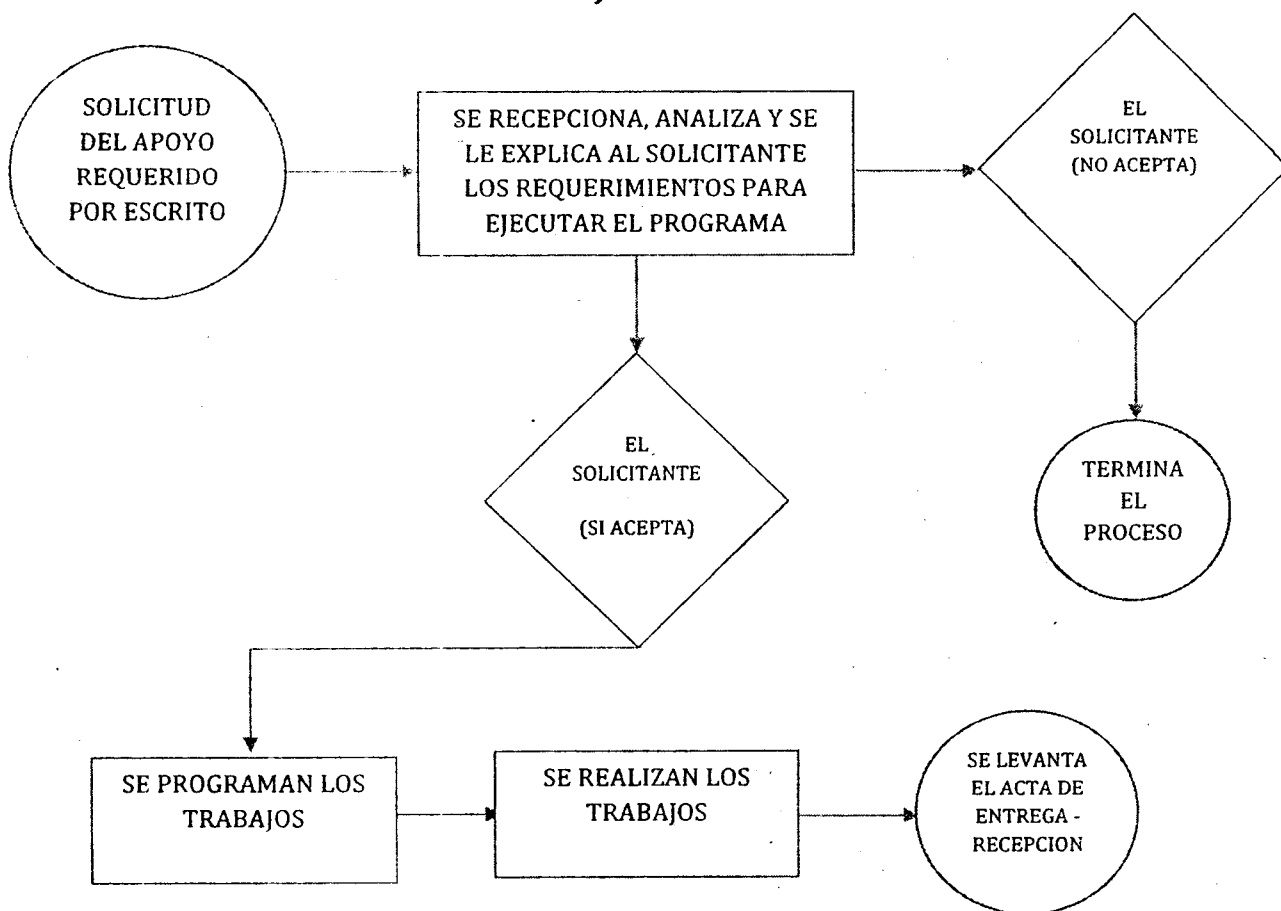 SOLICITUD
DEL APOYO
REQUERIDO
POR ESCRITO
SE RECEPCIONA, ANALIZA Y SE
LE EXPLICA AL SOLICITANTE
LOS REQUERIMIENTOS PARA
EJECUTAR EL PROGRAMA
EL
SOLICITANTE
(NO ACEPTA)
EL
SOLICITANTE
(SI ACEPTA)
TERMINA
EL
PROCESO
SE PROGRAMAN LOS
TRABAJOS
SE REALIZAN LOS
TRABAJOS
SE LEVANTA
EL ACTA DE
ENTREGA -
RECEPCION